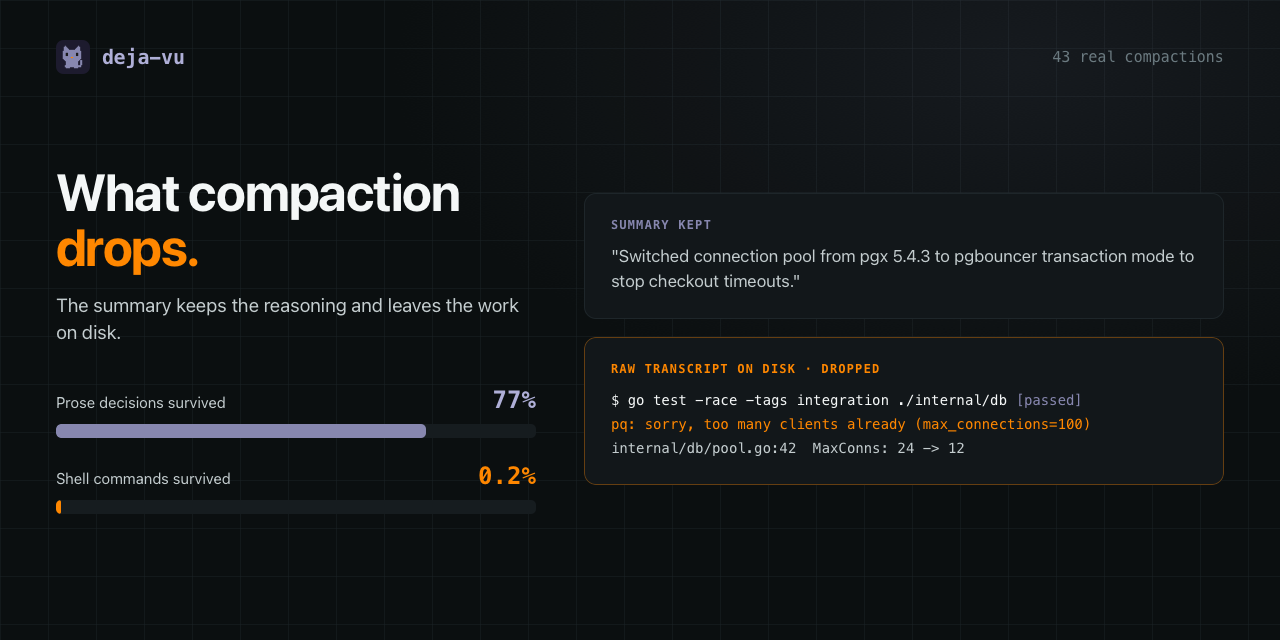 deja-vu
43 real compactions
What compaction
drops.
The summary keeps the reasoning and leaves the work
on disk.
Prose decisions survived 77%
Shell commands survived 0.2%
SUMMARY KEPT
"Switched connection pool from pgx 5.4.3 to pgbouncer transaction mode to
stop checkout timeouts."
RAW TRANSCRIPT ON DISK · DROPPED
$ go test -race -tags integration ./internal/db [passed]
pq: sorry, too many clients already (max_connections=100)
internal/db/pool.go:42  MaxConns: 24 -> 12